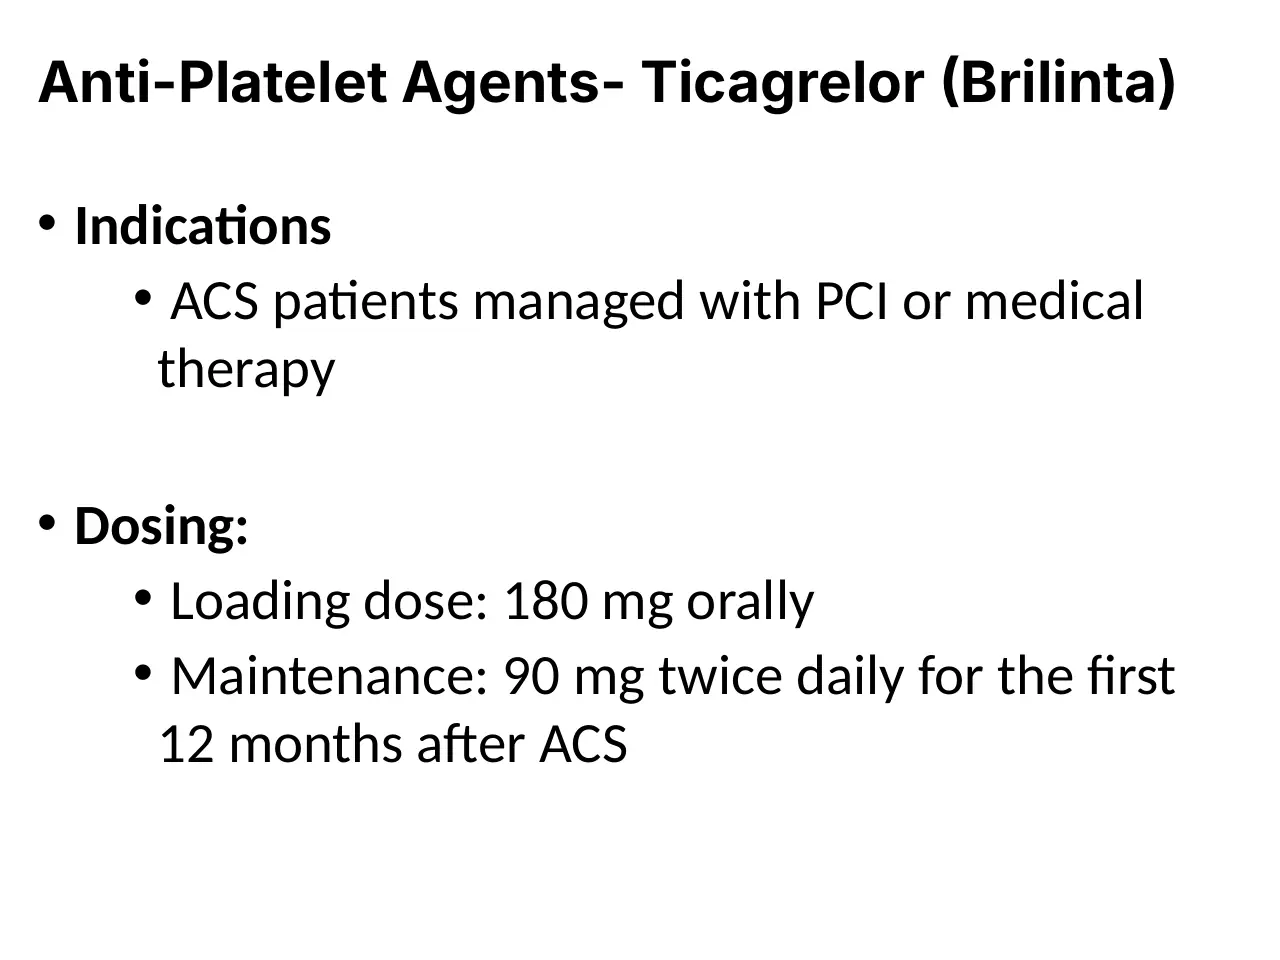 Anti-Platelet Agents- Ticagrelor (Brilinta)
• Indications
• ACS patients managed with PCI or medical
therapy
• Dosing:
• Loading dose: 180 mg orally
• Maintenance: 90 mg twice daily for the first
12 months after ACS